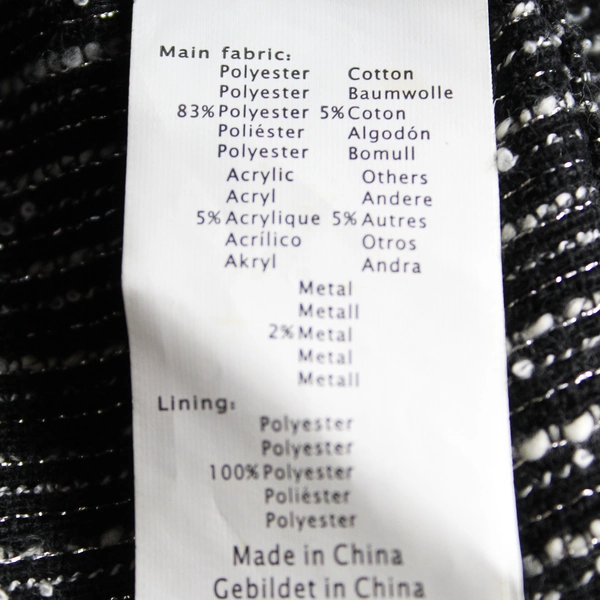 Main fabric:
Polyester Cotton
Polyester Baumwolle
83%Polyester 5%Coton
Poliéster Algodón
Polyester Bomull
Acrylic Others
Acryl Andere
5%Acrylique 5%Autres
Acrílico Otros
Akryl Andra
Metal
Metall
2%Metal
Metal
Metall
Lining:
Polyester
Polyester
100%Polyester
Poliéster
Polyester
Made in China
Gebildet in China